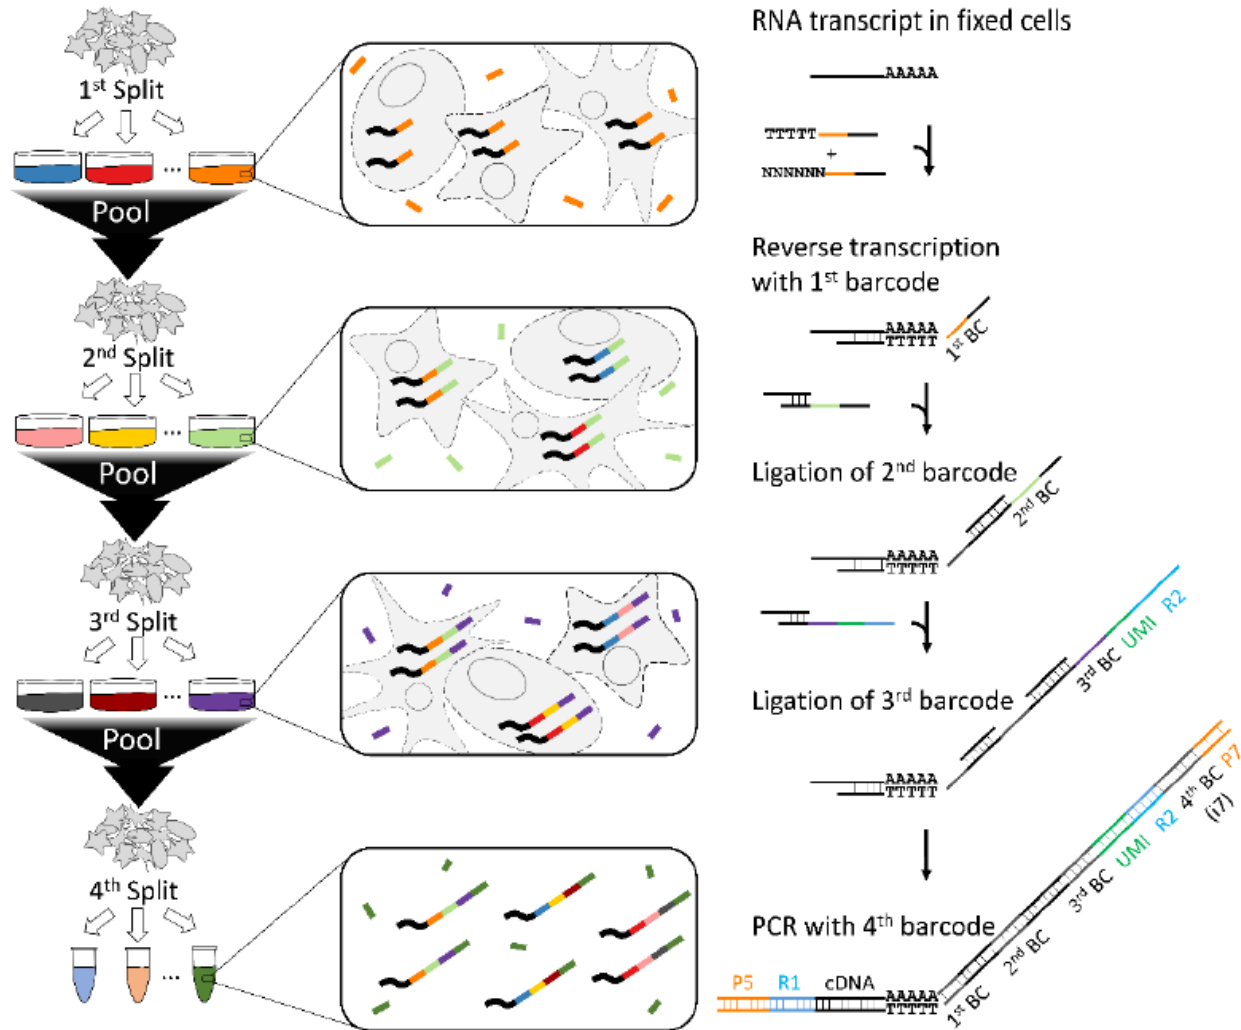 1st Split
...
Pool
2nd Split
...
Pool
3rd Split
...
Pool
4th Split
...
RNA transcript in fixed cells
AAAAA
TTTTT
+
NNNNNN
Reverse transcription
with 1st barcode
AAAAA
TTTTT
1st BC
Ligation of 2nd barcode
2nd BC
AAAAA
TTTTT
3rd BC UMI R2
Ligation of 3rd barcode
AAAAA
TTTTT
PCR with 4th barcode
P5 R1 cDNA AAAAA
TTTTT
1st BC 2nd BC 3rd BC UMI R2 4th BC P7
(i7)